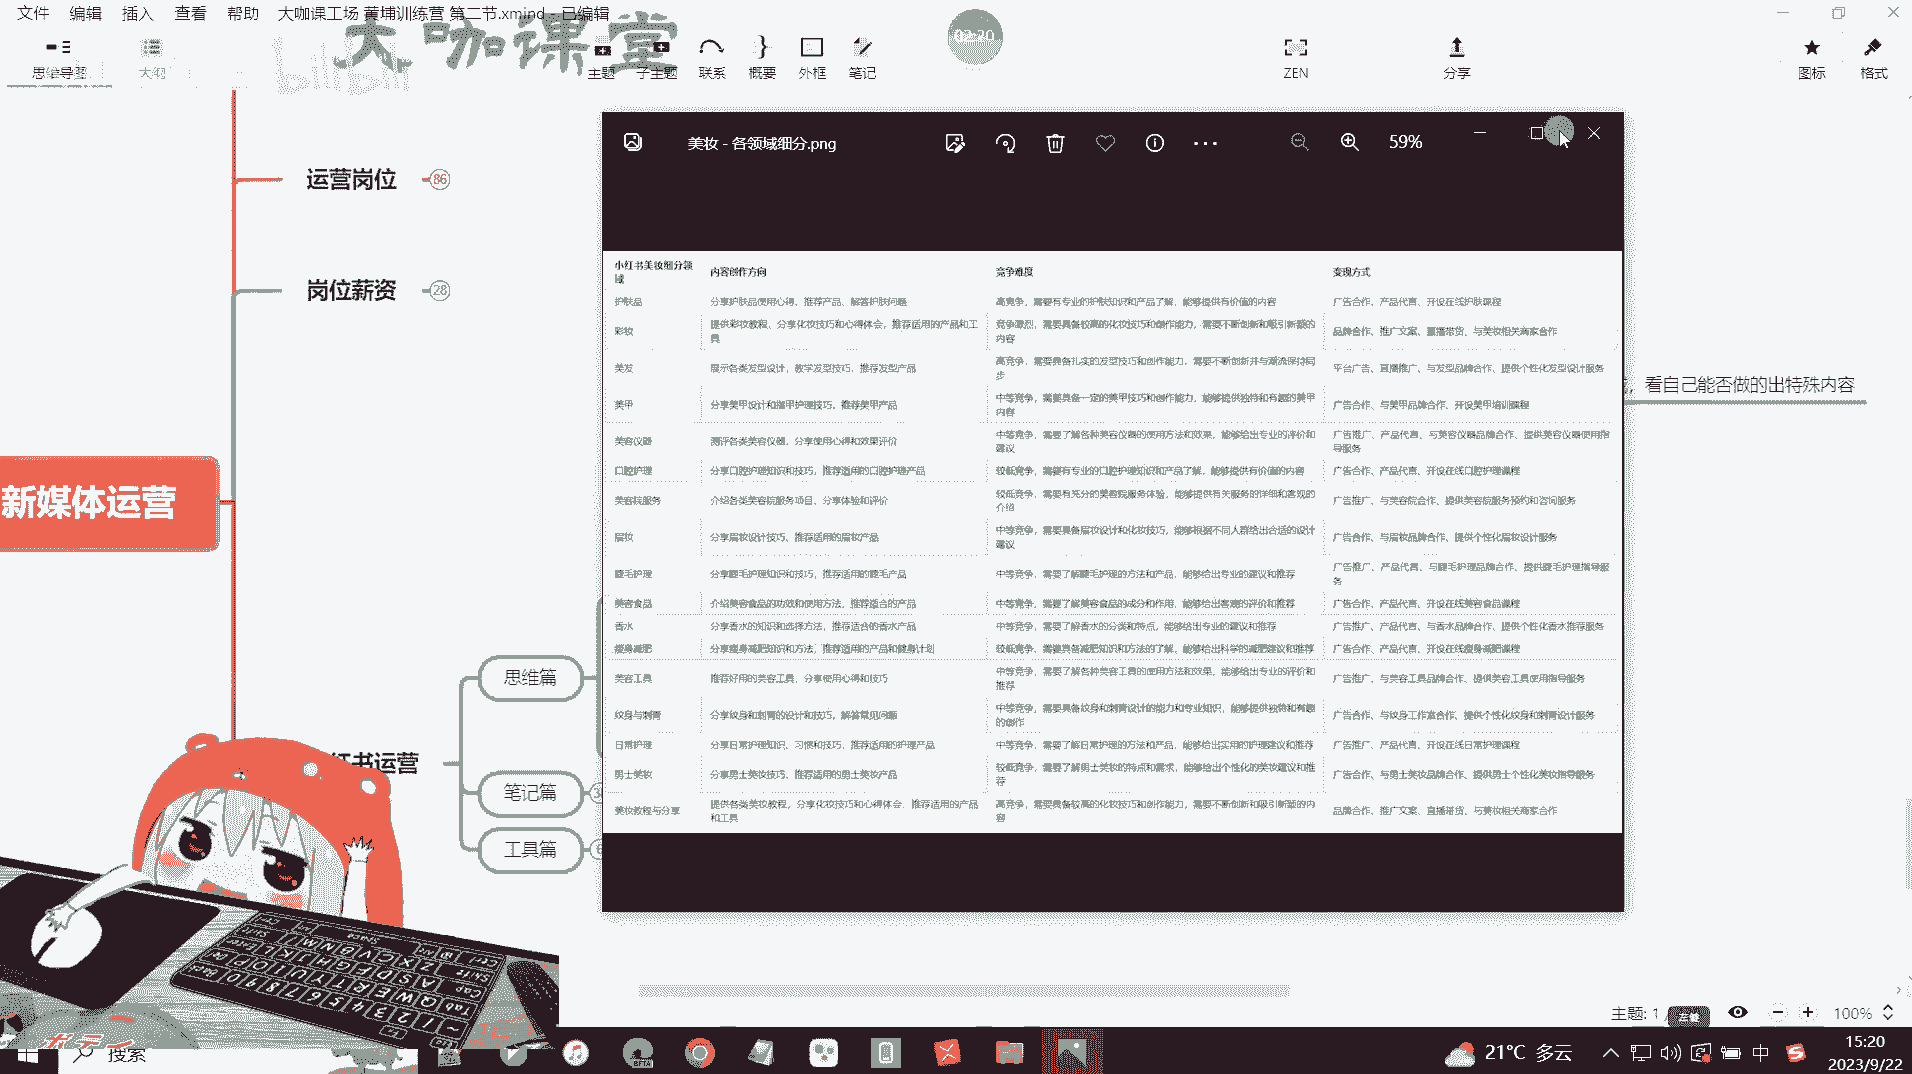 文件 编辑 插入 查看 帮助 大咖课工场 黄埔训练营 第二节.xmind - 已编辑
大咖课堂
bilibili
02:20
思维导图 大纲 主题 子主题 联系 概要 外框 笔记 ZEN 分享 图标 格式
运营岗位 86
岗位薪资 28
新媒体运营
红书运营
思维篇
笔记篇
工具篇
看自己能否做的出特殊内容
美妆 - 各领域细分.png 59%
小红书美妆细分领域 内容创作方向 竞争难度 变现方式
护肤品 分享护肤品使用心得、推荐产品、解答护肤问题 高竞争，需要有专业的护肤知识和产品了解，能够提供有价值的内容 广告合作、产品代言、开设在线护肤课程
彩妆 提供彩妆教程、分享化妆技巧和心得体会，推荐适用的产品和工具 竞争激烈，需要具备较高的化妆技巧和创作能力，需要不断创新和吸引新颖的内容 品牌合作、推广文案、直播带货、与美妆相关商家合作
美发 展示各类发型设计，教学发型技巧，推荐发型产品 高竞争，需要具备扎实的发型技巧和创作能力，需要不断创新并与潮流保持同步 平台广告、直播推广、与发型品牌合作、提供个性化发型设计服务
美甲 分享美甲设计和指甲护理技巧，推荐美甲产品 中等竞争，需要具备一定的美甲技巧和创作能力，能够提供独特和有趣的美甲内容 广告合作、与美甲品牌合作、开设美甲培训课程
美容仪器 测评各类美容仪器，分享使用心得和效果评价 中等竞争，需要了解各种美容仪器的使用方法和效果，能够给出专业的评价和建议 广告推广、产品代言、与美容仪器品牌合作、提供美容仪器使用指导服务
口腔护理 分享口腔护理知识和技巧，推荐适用的口腔护理产品 较低竞争，需要有专业的口腔护理知识和产品了解，能够提供有价值的内容 广告合作、产品代言、开设在线口腔护理课程
美容院服务 介绍各类美容院服务项目、分享体验和评价 较低竞争，需要有充分的美容院服务体验，能够提供有关服务的详细和客观的介绍 广告推广、与美容院合作、提供美容院服务预约和咨询服务
眉妆 分享眉妆设计技巧、推荐适用的眉妆产品 中等竞争，需要具备眉妆设计和化妆技巧，能够根据不同人群给出合适的设计建议 广告合作、与眉妆品牌合作、提供个性化眉妆设计服务
睫毛护理 分享睫毛护理知识和技巧，推荐适用的睫毛产品 中等竞争，需要了解睫毛护理的方法和产品，能够给出专业的建议和推荐 广告推广、产品代言、与睫毛护理品牌合作、提供睫毛护理指导服务
美容食品 介绍美容食品的功效和使用方法，推荐适合的产品 中等竞争，需要了解美容食品的成分和作用，能够给出客观的评价和推荐 广告合作、产品代言、开设在线美容食品课程
香水 分享香水的知识和选择方法，推荐适合的香水产品 中等竞争，需要了解香水的分类和特点，能够给出专业的建议和推荐 广告推广、产品代言、与香水品牌合作、提供个性化香水推荐服务
瘦身减肥 分享瘦身减肥知识和方法，推荐适用的产品和健身计划 较低竞争，需要具备减肥知识和方法的了解，能够给出科学的减肥建议和推荐 广告合作、产品代言、开设在线瘦身减肥课程
美容工具 推荐好用的美容工具，分享使用心得和技巧 中等竞争，需要了解各种美容工具的使用方法和效果，能够给出专业的评价和推荐 广告推广、与美容工具品牌合作、提供美容工具使用指导服务
纹身与刺青 分享纹身和刺青的设计和技巧，解答常见问题 中等竞争，需要具备纹身和刺青设计的能力和专业知识，能够提供独特和有趣的创作 广告合作、与纹身工作室合作、提供个性化纹身和刺青设计服务
日常护理 分享日常护理知识、习惯和技巧，推荐适用的护理产品 中等竞争，需要了解日常护理的方法和产品，能够给出实用的护理建议和推荐 广告推广、产品代言、开设在线日常护理课程
男士美妆 分享男士美妆技巧、推荐适用的男士美妆产品 较低竞争，需要了解男士美妆的特点和需求，能够给出个性化的美妆建议和推荐 广告合作、与男士美妆品牌合作、提供男士个性化美妆指导服务
美妆教程与分享 提供各类美妆教程，分享化妆技巧和心得体会，推荐适用的产品和工具 高竞争，需要具备较高的化妆技巧和创作能力，需要不断创新和吸引新颖的内容 品牌合作、推广文案、直播带货、与美妆相关商家合作
主题: 1 100%
搜索 21°C 多云 中 15:20
2023/9/22